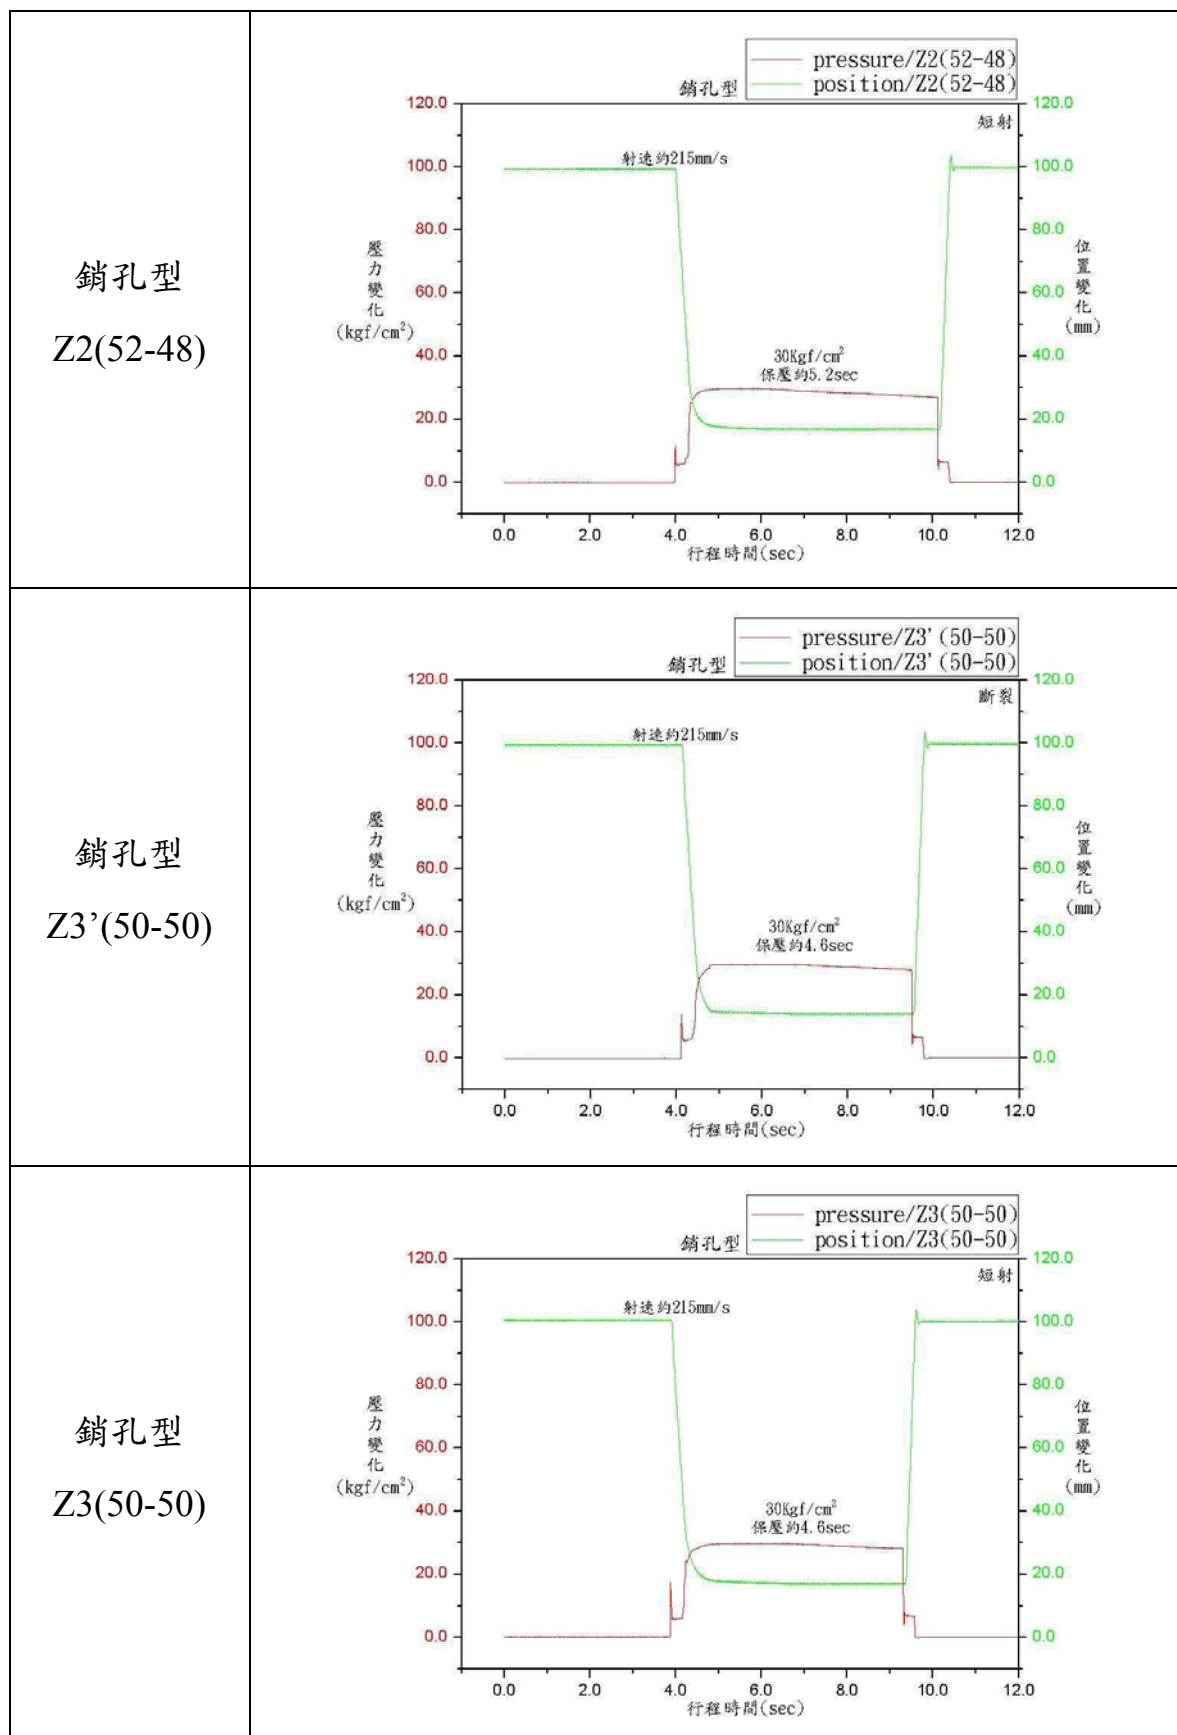 銷孔型
Z2(52-48)
pressure/Z2(52-48)
position/Z2(52-48)
銷孔型
短射
射速約215mm/s
120.0
100.0
80.0
60.0
40.0
20.0
0.0
壓力變化
(kgf/cm²)
30Kgf/cm²
保壓約5.2sec
120.0
100.0
80.0
60.0
40.0
20.0
0.0
位置變化
(mm)
0.0 2.0 4.0 6.0 8.0 10.0 12.0
行程時間(sec)
銷孔型
Z3’(50-50)
pressure/Z3'(50-50)
position/Z3'(50-50)
銷孔型
斷裂
射速約215mm/s
120.0
100.0
80.0
60.0
40.0
20.0
0.0
壓力變化
(kgf/cm²)
30Kgf/cm²
保壓約4.6sec
120.0
100.0
80.0
60.0
40.0
20.0
0.0
位置變化
(mm)
0.0 2.0 4.0 6.0 8.0 10.0 12.0
行程時間(sec)
銷孔型
Z3(50-50)
pressure/Z3(50-50)
position/Z3(50-50)
銷孔型
短射
射速約215mm/s
120.0
100.0
80.0
60.0
40.0
20.0
0.0
壓力變化
(kgf/cm²)
30Kgf/cm²
保壓約4.6sec
120.0
100.0
80.0
60.0
40.0
20.0
0.0
位置變化
(mm)
0.0 2.0 4.0 6.0 8.0 10.0 12.0
行程時間(sec)